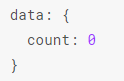 data: {
  count: 0
}